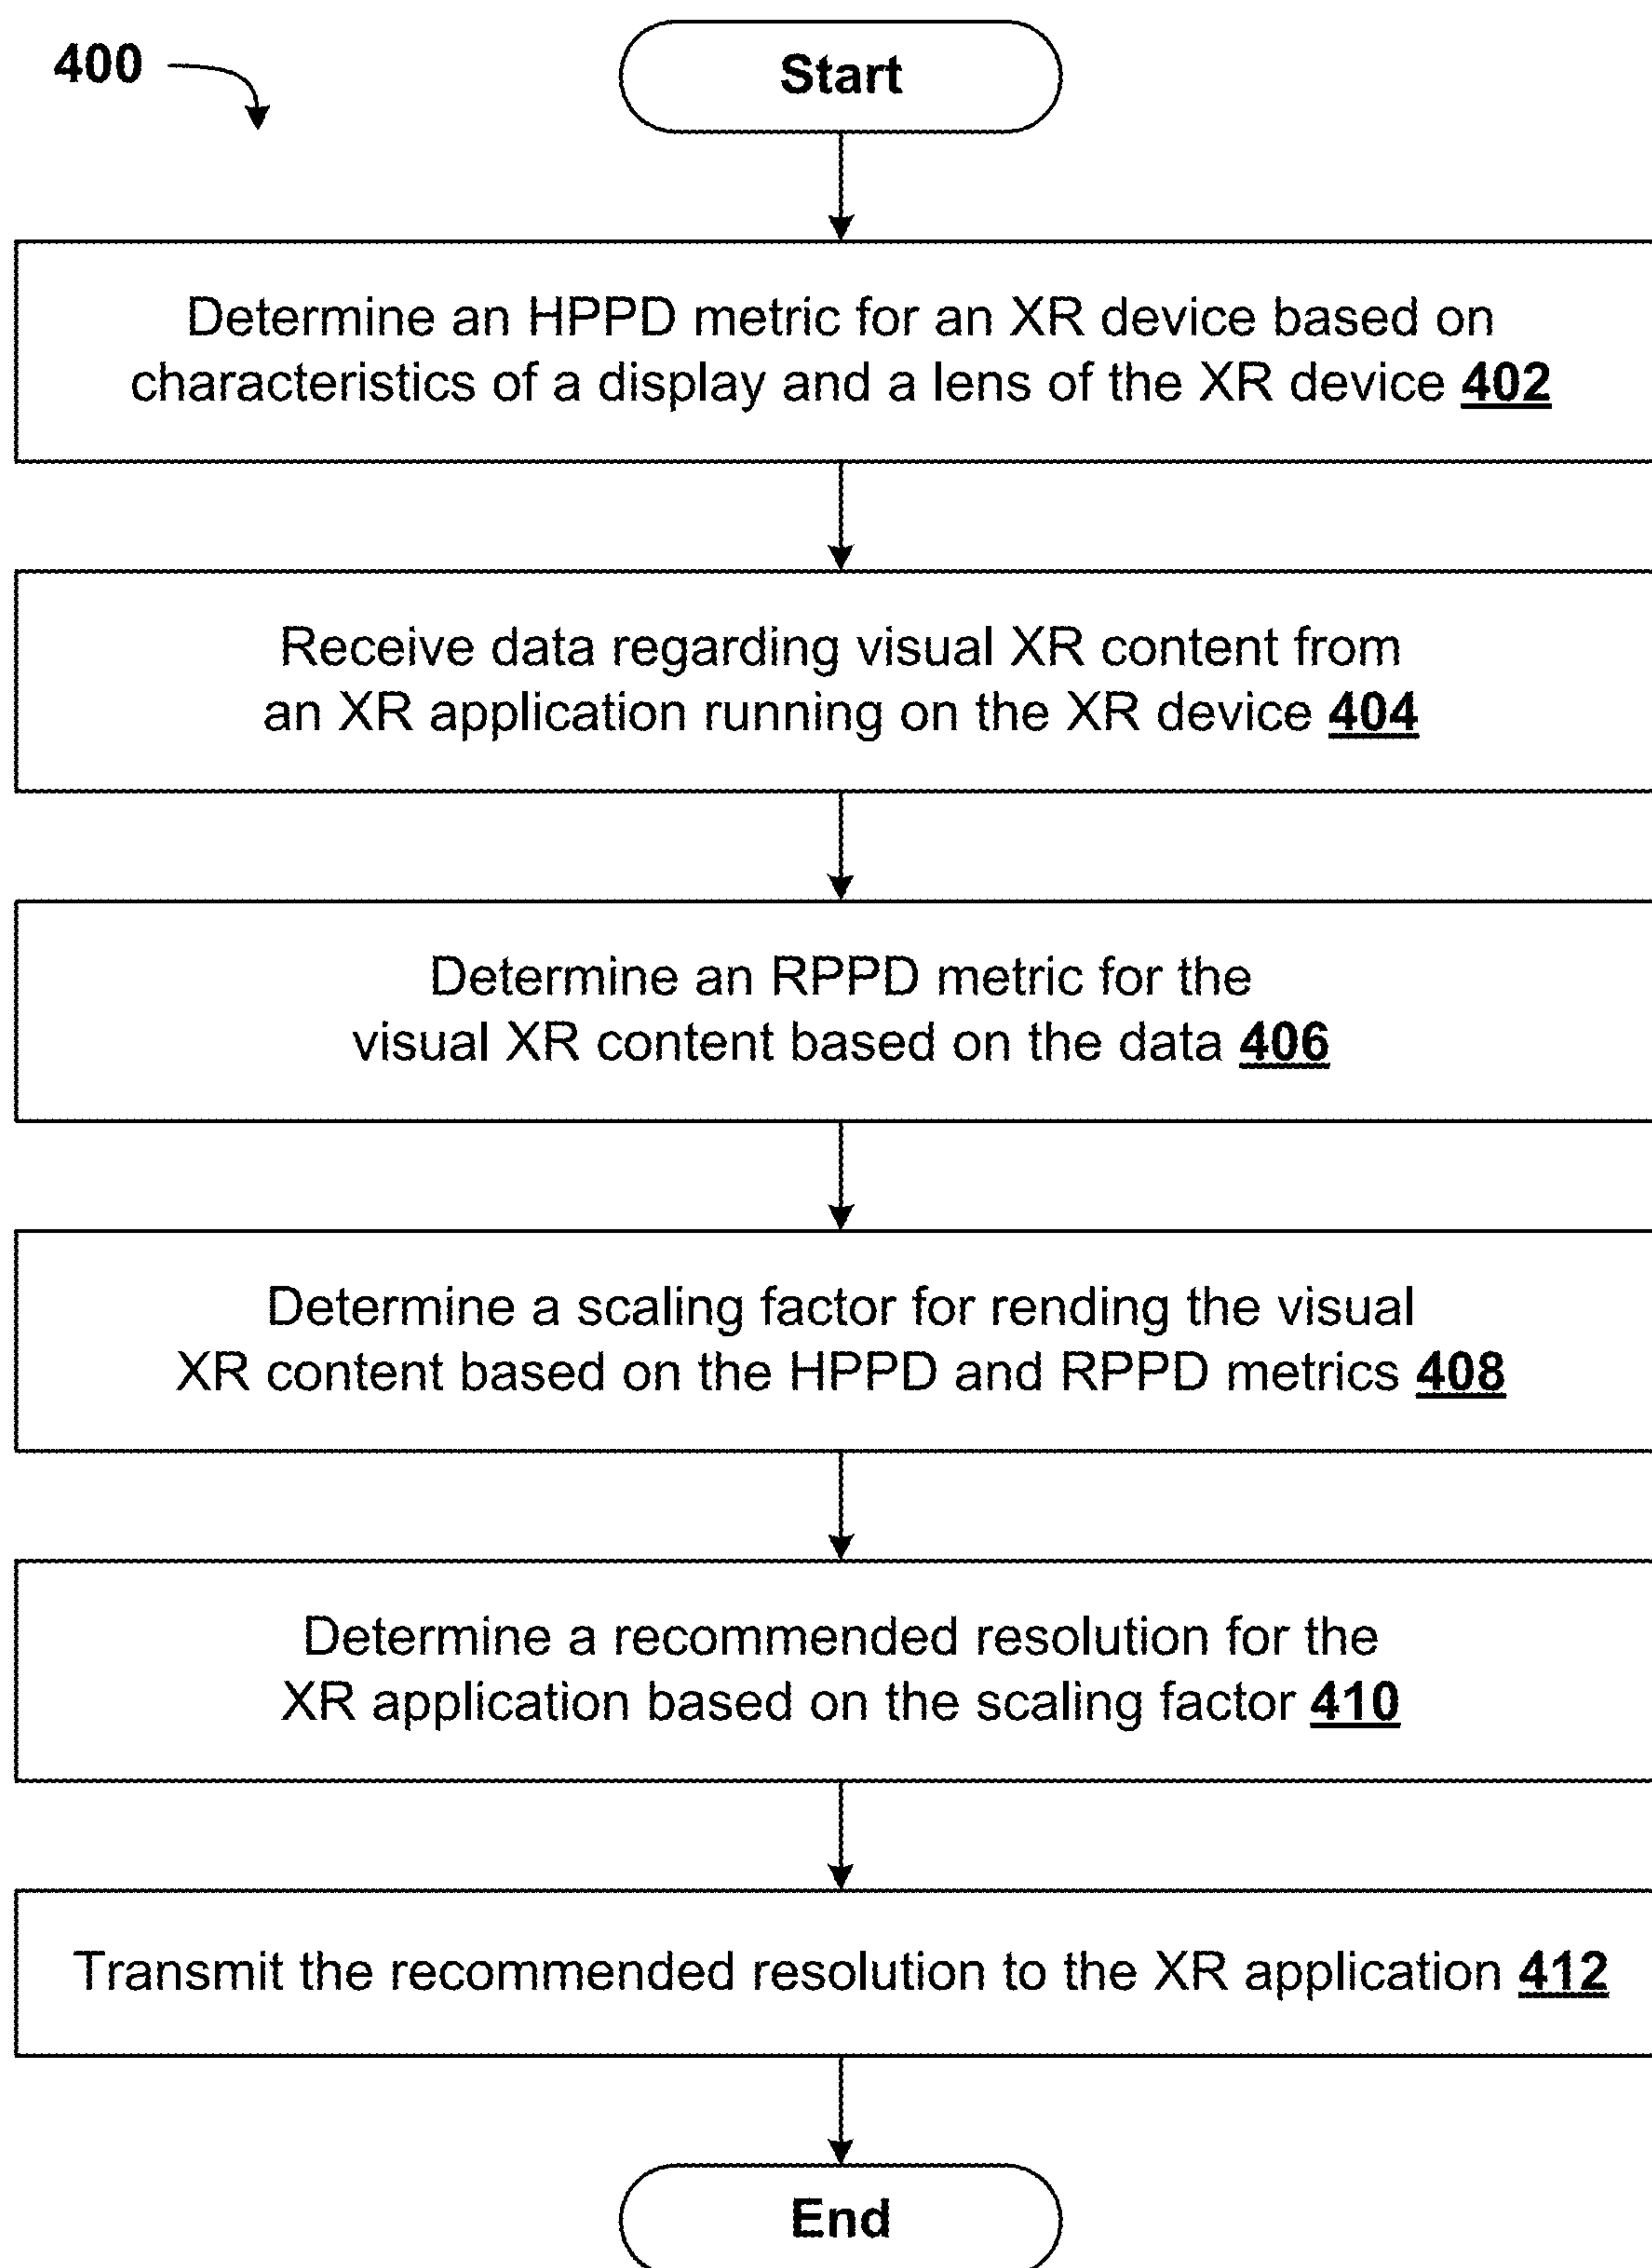 400
Start
Determine an HPPD metric for an XR device based on
characteristics of a display and a lens of the XR device 402
Receive data regarding visual XR content from
an XR application running on the XR device 404
Determine an RPPD metric for the
visual XR content based on the data 406
Determine a scaling factor for rending the visual
XR content based on the HPPD and RPPD metrics 408
Determine a recommended resolution for the
XR application based on the scaling factor 410
Transmit the recommended resolution to the XR application 412
End